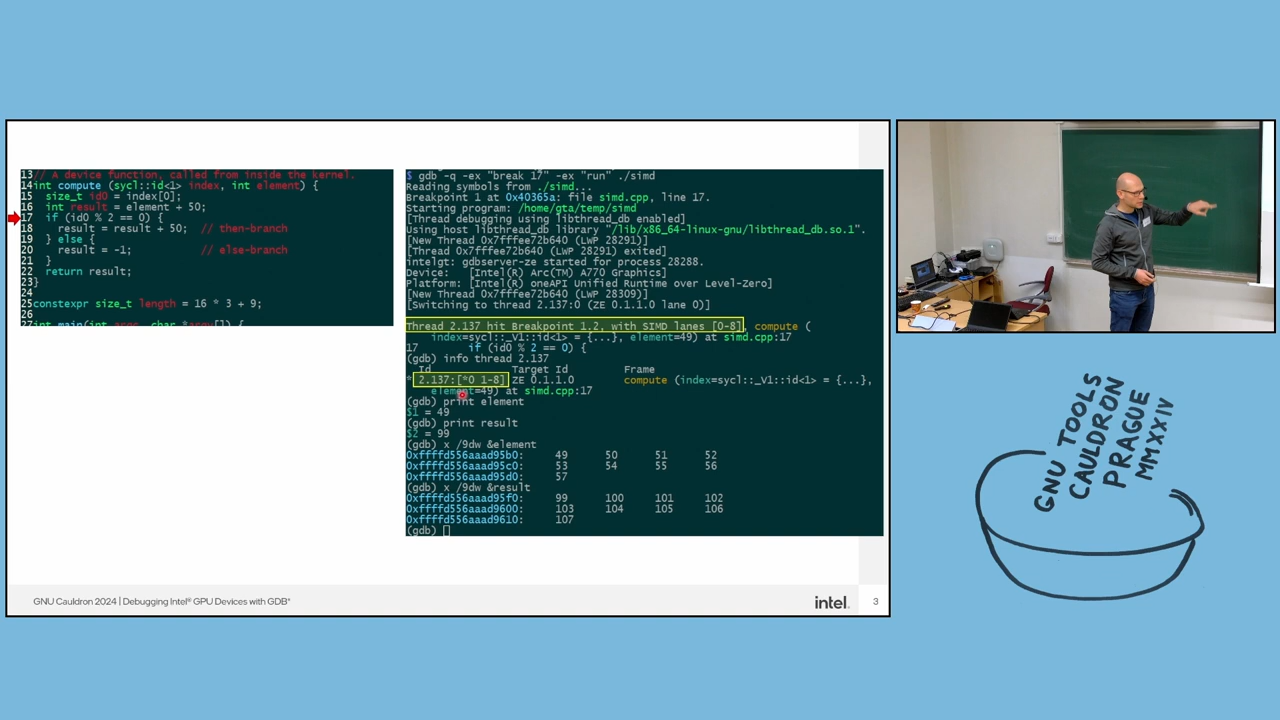 13// A device function, called from inside the kernel.
14int compute (sycl::id<1> index, int element) {
15  size_t id0 = index[0];
16  int result = element + 50;
17  if (id0 % 2 == 0) {
18    result = result + 50;  // then-branch
19  } else {
20    result = -1;           // else-branch
21  }
22  return result;
23}
24
25constexpr size_t length = 16 * 3 + 9;
26
27int main(int argc, char *argv[]) {
$ gdb -q -ex "break 17" -ex "run" ./simd
Reading symbols from ./simd...
Breakpoint 1 at 0x40365a: file simd.cpp, line 17.
Starting program: /home/gta/temp/simd
[Thread debugging using libthread_db enabled]
Using host libthread_db library "/lib/x86_64-linux-gnu/libthread_db.so.1".
[New Thread 0x7fffee72b640 (LWP 28291)]
[Thread 0x7fffee72b640 (LWP 28291) exited]
intelgt: gdbserver-ze started for process 28288.
Device:   [Intel(R) Arc(TM) A770 Graphics]
Platform: [Intel(R) oneAPI Unified Runtime over Level-Zero]
[New Thread 0x7fffee72b640 (LWP 28309)]
[Switching to thread 2.137:0 (ZE 0.1.1.0 lane 0)]
Thread 2.137 hit Breakpoint 1.2, with SIMD lanes [0-8], compute (
    index=sycl::_V1::id<1> = {...}, element=49) at simd.cpp:17
17        if (id0 % 2 == 0) {
(gdb) info thread 2.137
  Id             Target Id         Frame
* 2.137:[*0 1-8] ZE 0.1.1.0        compute (index=sycl::_V1::id<1> = {...},
    element=49) at simd.cpp:17
(gdb) print element
$1 = 49
(gdb) print result
$2 = 99
(gdb) x /9dw &element
0xffffd556aaad95b0:     49      50      51      52
0xffffd556aaad95c0:     53      54      55      56
0xffffd556aaad95d0:     57
(gdb) x /9dw &result
0xffffd556aaad95f0:     99      100     101     102
0xffffd556aaad9600:     103     104     105     106
0xffffd556aaad9610:     107
(gdb)
GNU Cauldron 2024 | Debugging Intel® GPU Devices with GDB*
intel.
3
GNU TOOLS
CAULDRON
PRAGUE
MMXXIV